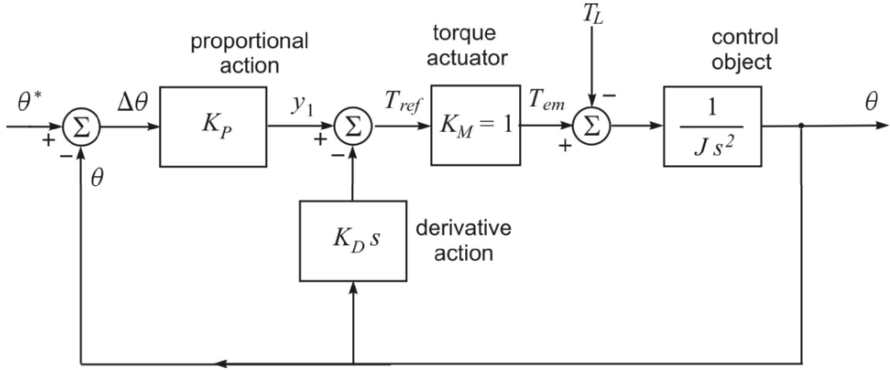 proportional
action
torque
actuator
T_L
control
object
θ*
Δθ
K_P
y_1
T_ref
K_M = 1
T_em
1
J s²
θ
Σ
Σ
Σ
+
−
+
−
+
−
θ
K_D s
derivative
action